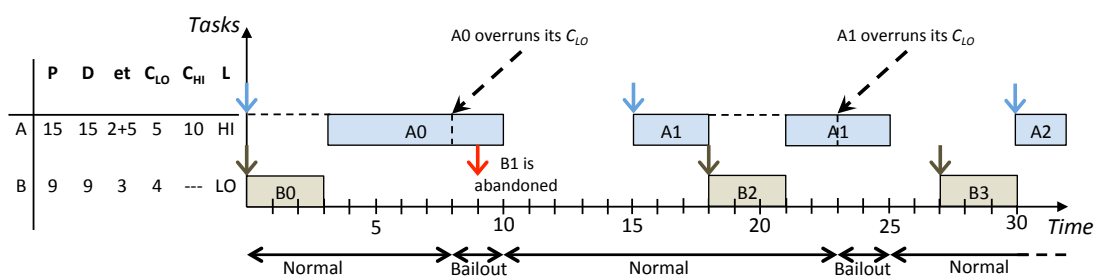 Tasks
A0 overruns its C_LO
A1 overruns its C_LO
P D et C_LO C_HI L
A 15 15 2+5 5 10 HI
A0
A1
A1
A2
B1 is
abandoned
B 9 9 3 4 --- LO
B0
B2
B3
5 10 15 20 25 30
Time
Normal Bailout Normal Bailout Normal